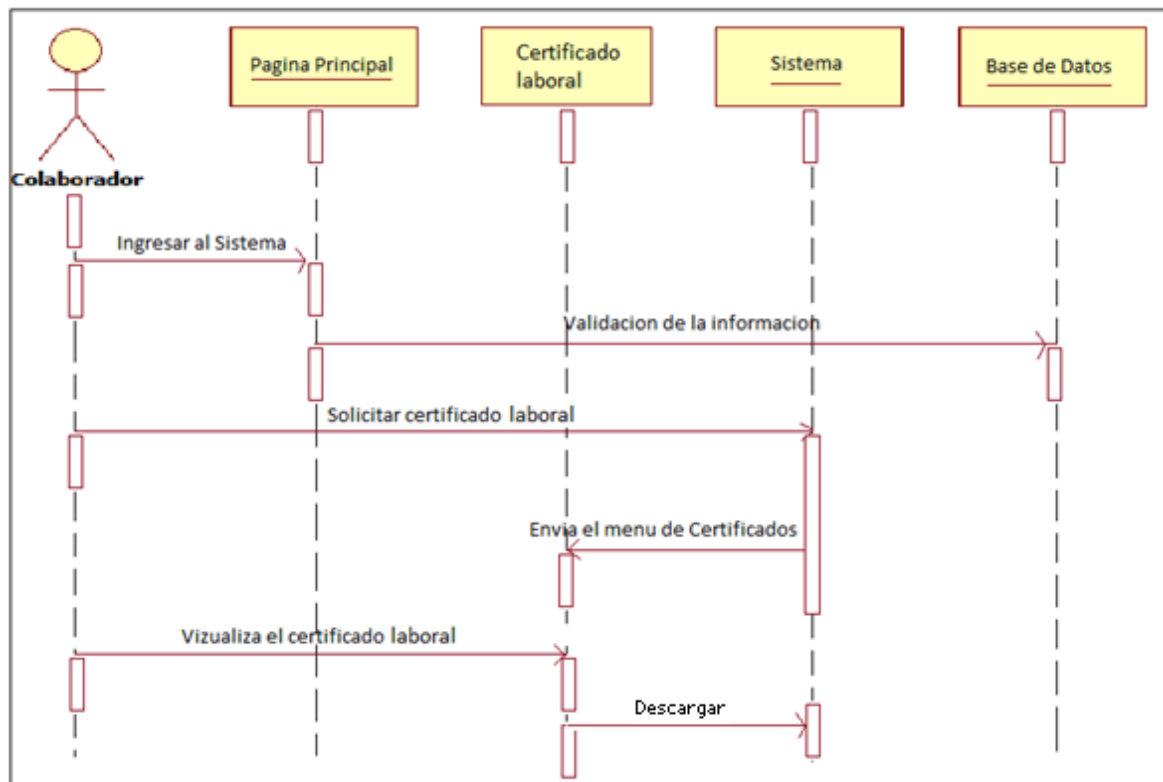 Pagina Principal
Certificado
laboral
Sistema
Base de Datos
Colaborador
Ingresar al Sistema
Validacion de la informacion
Solicitar certificado laboral
Envia el menu de Certificados
Vizualiza el certificado laboral
Descargar